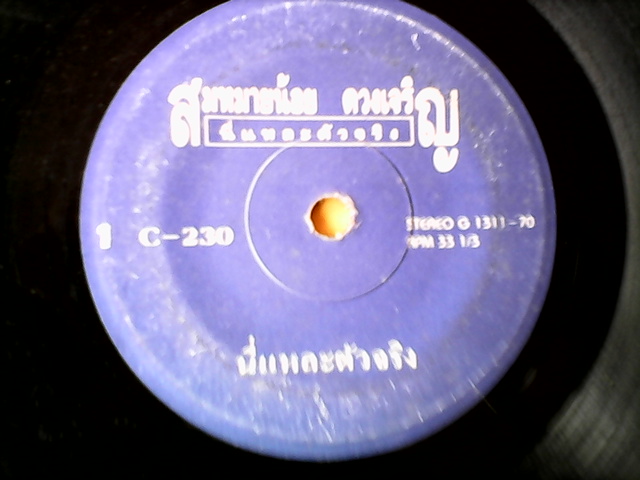 สมหมายน้อย ดวงเจริญ
นี่แหละตัวจริง
1 C-230
STEREO G 1311-70
RPM 33 1/3
นี่แหละตัวจริง